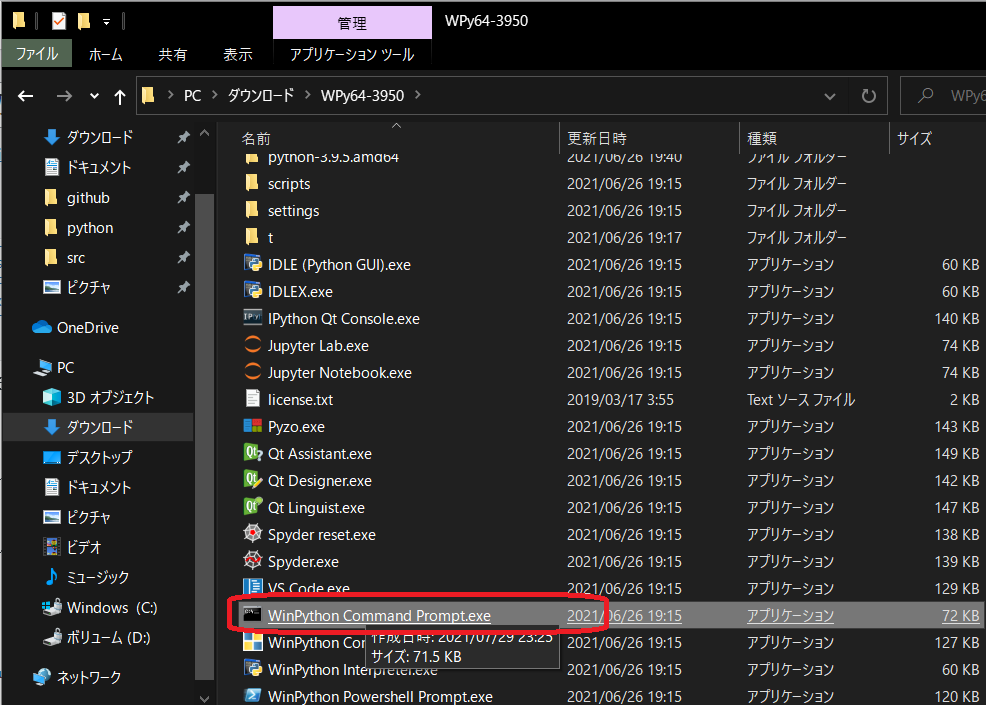 管理
WPy64-3950
ファイル
ホーム
共有
表示
アプリケーション ツール
PC
ダウンロード
WPy64-3950
WPy6
ダウンロード
ドキュメント
github
python
src
ピクチャ
OneDrive
PC
3D オブジェクト
ダウンロード
デスクトップ
ドキュメント
ピクチャ
ビデオ
ミュージック
Windows (C:)
ボリューム (D:)
ネットワーク
名前 更新日時 種類 サイズ
python-3.9.5.amd64 2021/06/26 19:40 ファイル フォルダー
scripts 2021/06/26 19:15 ファイル フォルダー
settings 2021/06/26 19:15 ファイル フォルダー
t 2021/06/26 19:17 ファイル フォルダー
IDLE (Python GUI).exe 2021/06/26 19:15 アプリケーション 60 KB
IDLEX.exe 2021/06/26 19:15 アプリケーション 60 KB
IPython Qt Console.exe 2021/06/26 19:15 アプリケーション 140 KB
Jupyter Lab.exe 2021/06/26 19:15 アプリケーション 74 KB
Jupyter Notebook.exe 2021/06/26 19:15 アプリケーション 74 KB
license.txt 2019/03/17 3:55 Text ソース ファイル 2 KB
Pyzo.exe 2021/06/26 19:15 アプリケーション 143 KB
Qt Assistant.exe 2021/06/26 19:15 アプリケーション 149 KB
Qt Designer.exe 2021/06/26 19:15 アプリケーション 142 KB
Qt Linguist.exe 2021/06/26 19:15 アプリケーション 147 KB
Spyder reset.exe 2021/06/26 19:15 アプリケーション 138 KB
Spyder.exe 2021/06/26 19:15 アプリケーション 139 KB
VS Code.exe 2021/06/26 19:15 アプリケーション 129 KB
WinPython Command Prompt.exe 2021/06/26 19:15 アプリケーション 72 KB
WinPython Cor 2021/06/26 19:15 アプリケーション 127 KB
作成日時: 2021/07/29 23:25
サイズ: 71.5 KB
WinPython Interpreter.exe 2021/06/26 19:15 アプリケーション 60 KB
WinPython Powershell Prompt.exe 2021/06/26 19:15 アプリケーション 120 KB